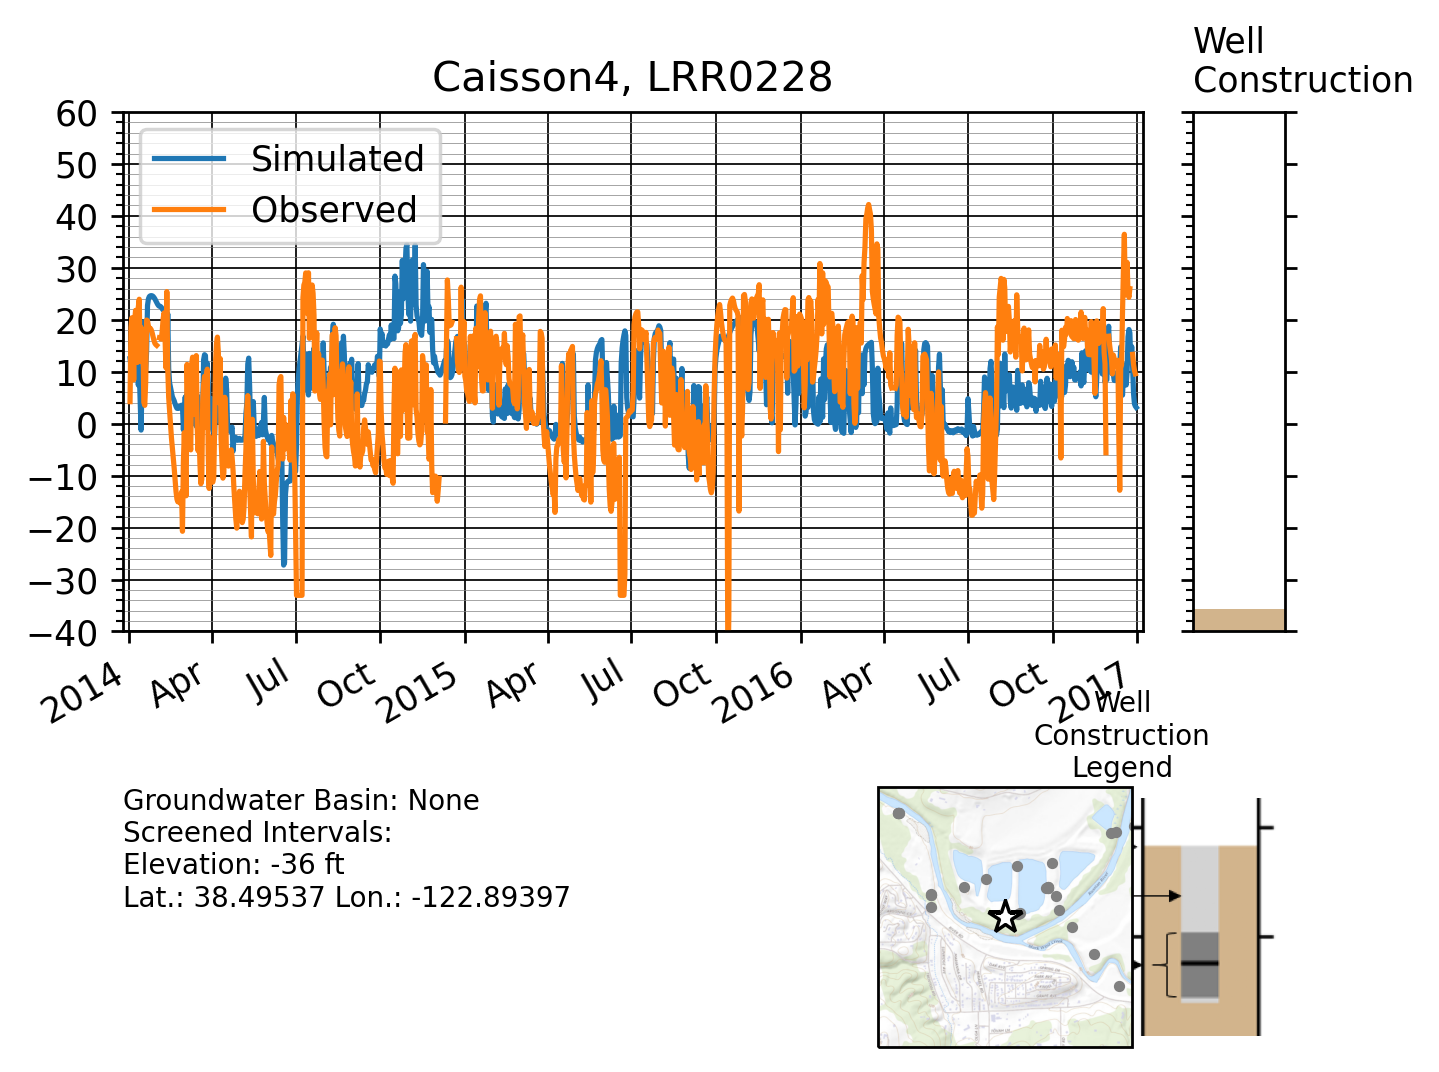 Well
Construction
Caisson4, LRR0228
60
50
40
30
20
10
0
−10
−20
−30
−40
Simulated
Observed
2014
Apr
Jul
Oct
2015
Apr
Jul
Oct
2016
Apr
Jul
Oct
2017
Well
Construction
Legend
Groundwater Basin: None
Screened Intervals:
Elevation: -36 ft
Lat.: 38.49537 Lon.: -122.89397